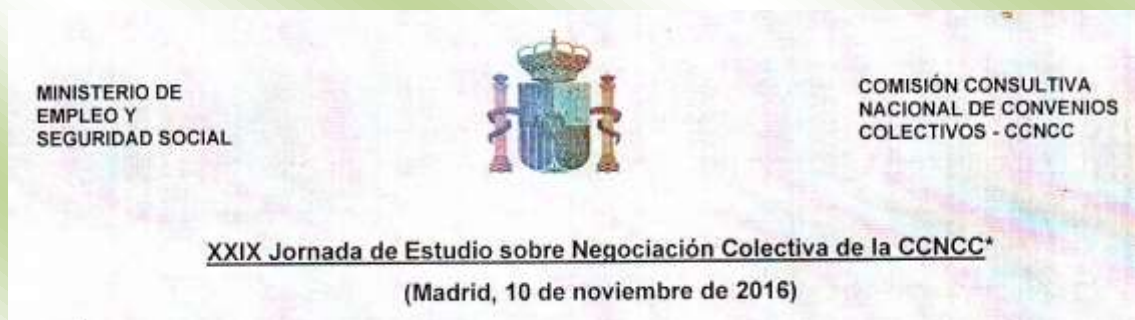 MINISTERIO DE
EMPLEO Y
SEGURIDAD SOCIAL
COMISIÓN CONSULTIVA
NACIONAL DE CONVENIOS
COLECTIVOS - CCNCC
XXIX Jornada de Estudio sobre Negociación Colectiva de la CCNCC*
(Madrid, 10 de noviembre de 2016)